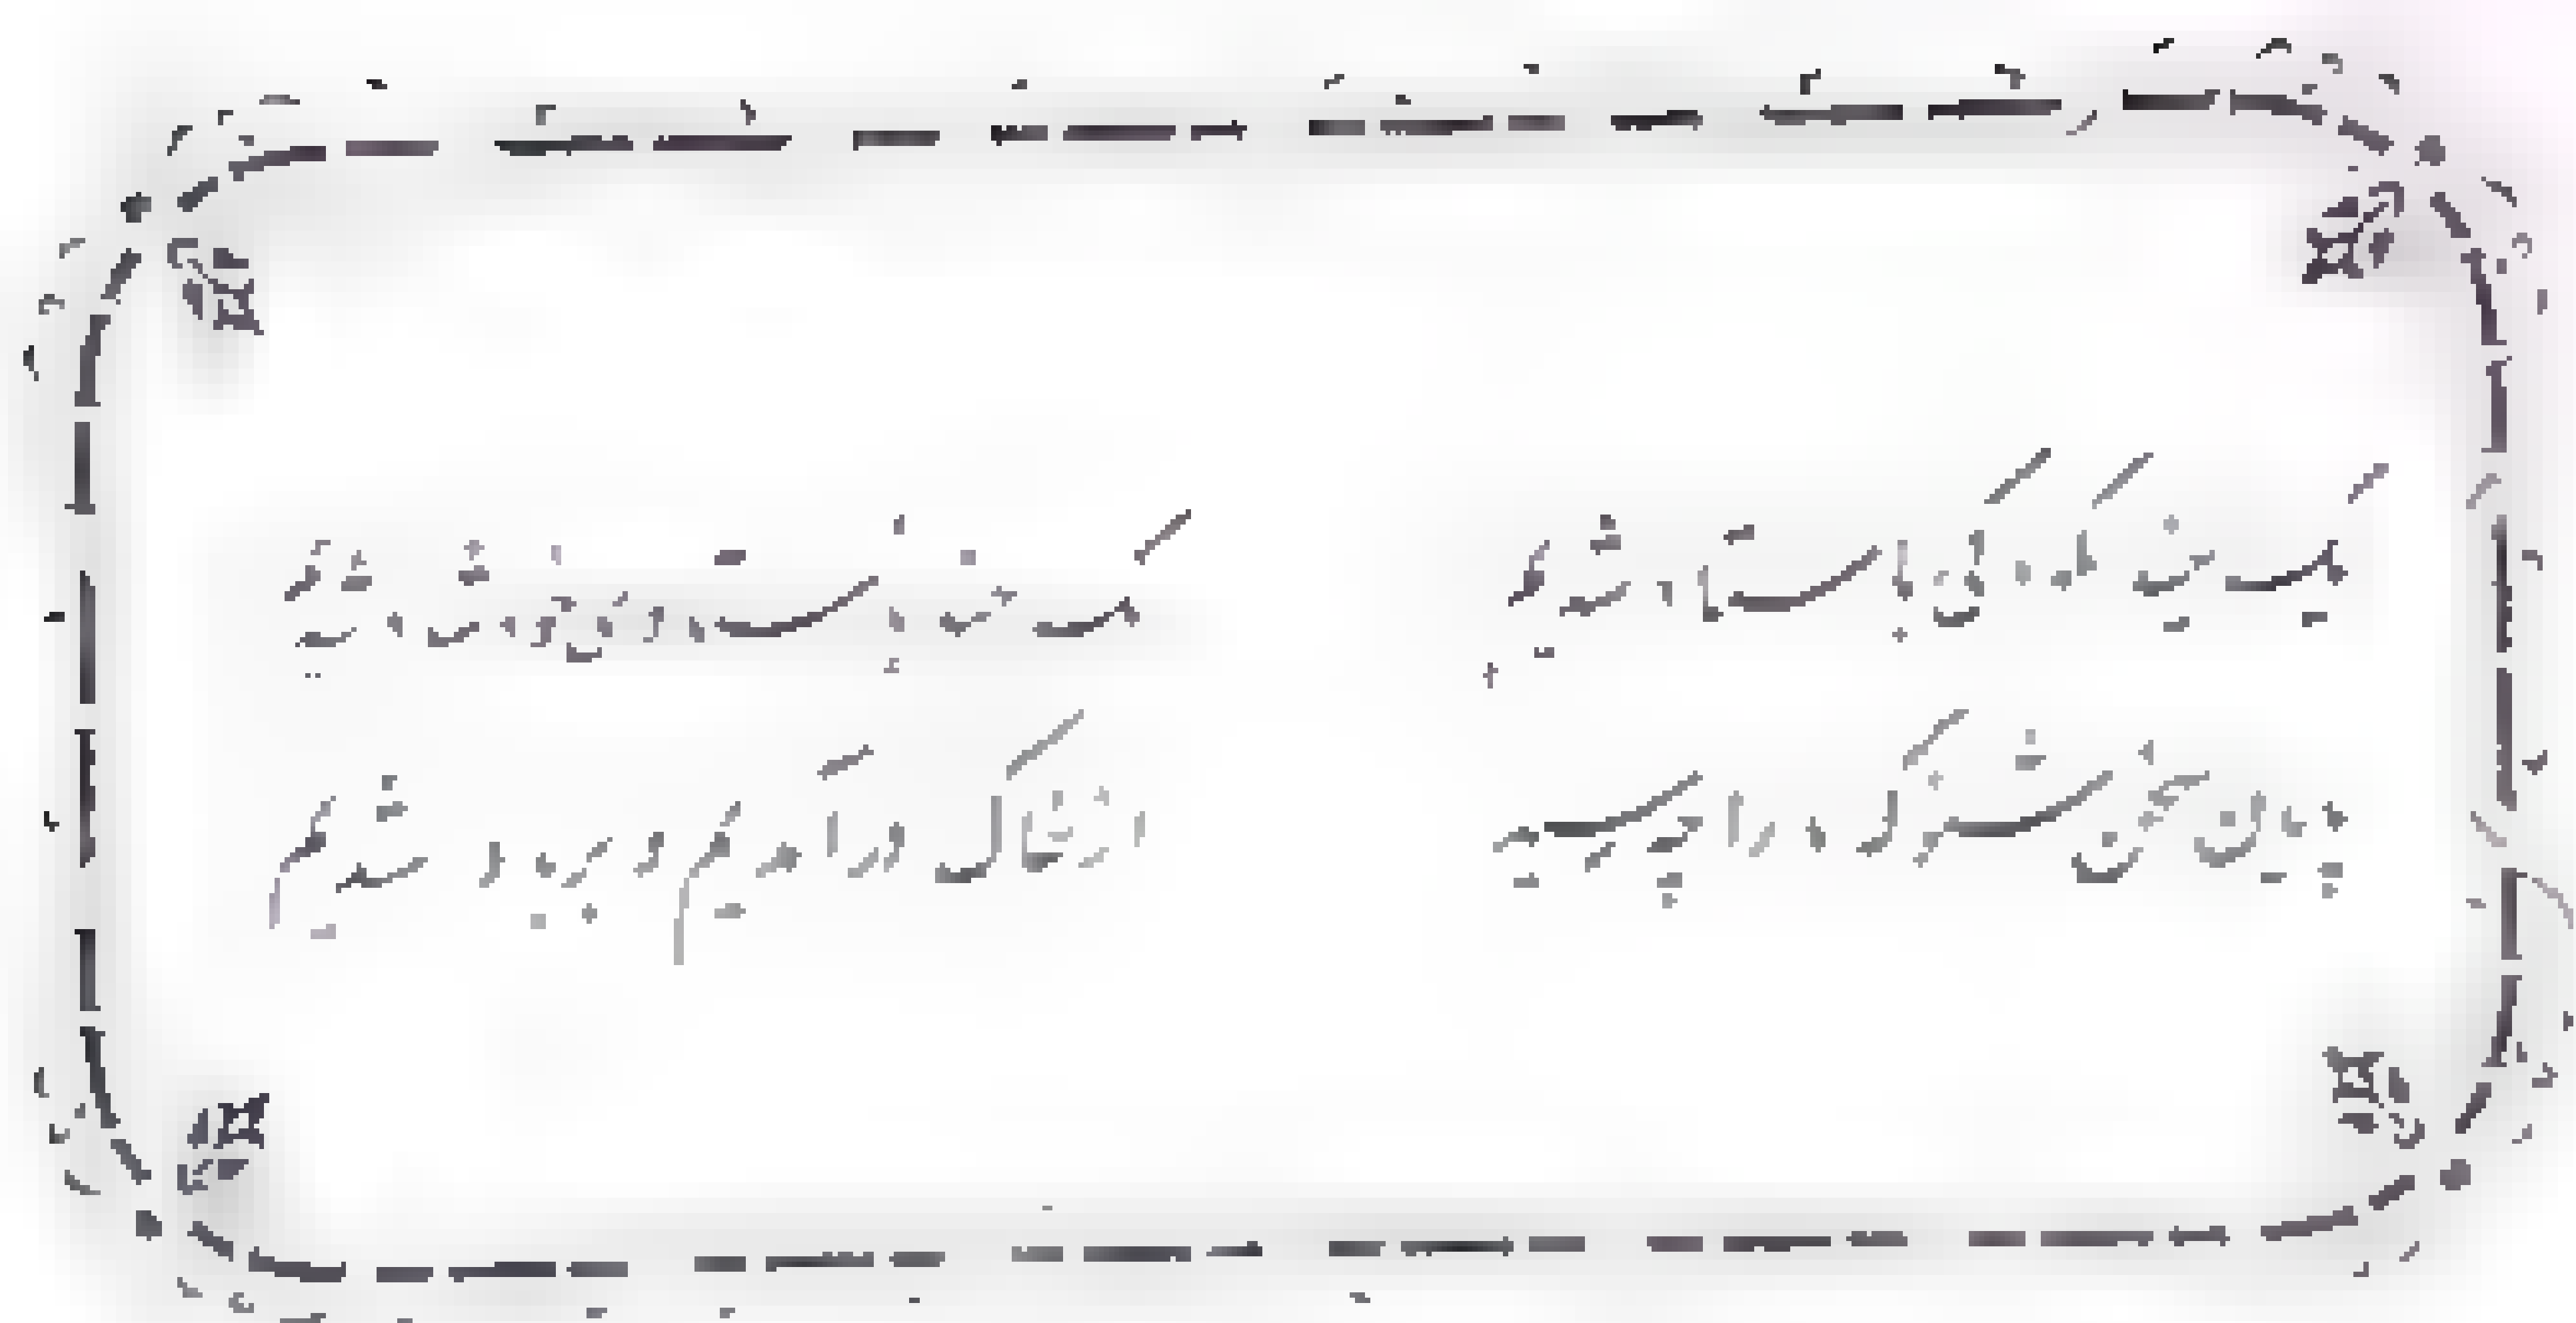 یک چند بکودکی باستاد شدیم
یک چند باستادی خود شاد شدیم
پایان سخن شنو که ما را چه رسید
از خاک در آمدیم و بر باد شدیم